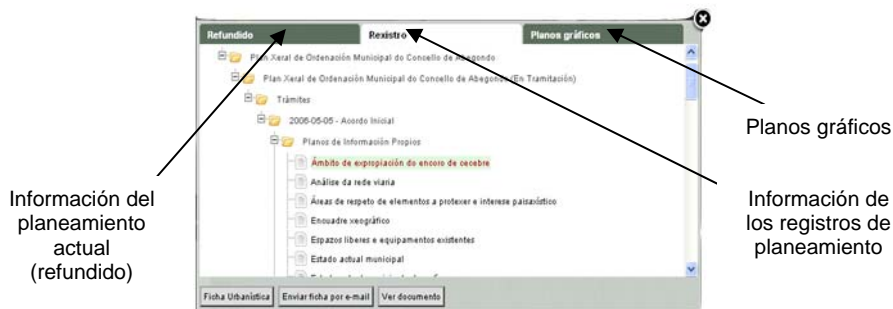 Refundido
Rexistro
Planos gráficos
Plan Xeral de Ordenación Municipal do Concello de Abegondo
Plan Xeral de Ordenación Municipal do Concello de Abegondo (En Tramitación)
Trámites
2006-05-05 - Acordo Inicial
Planos de Información Propios
Ámbito de expropiación do encoro de cecebre
Análise da rede viaria
Áreas de respeto de elementos a protexer e interese paisaxístico
Encuadre xeográfico
Espazos líberes e equipamentos existentes
Estado actual municipal
Ficha Urbanística
Enviar ficha por e-mail
Ver documento
Información del
planeamiento
actual
(refundido)
Planos gráficos
Información de
los registros de
planeamiento